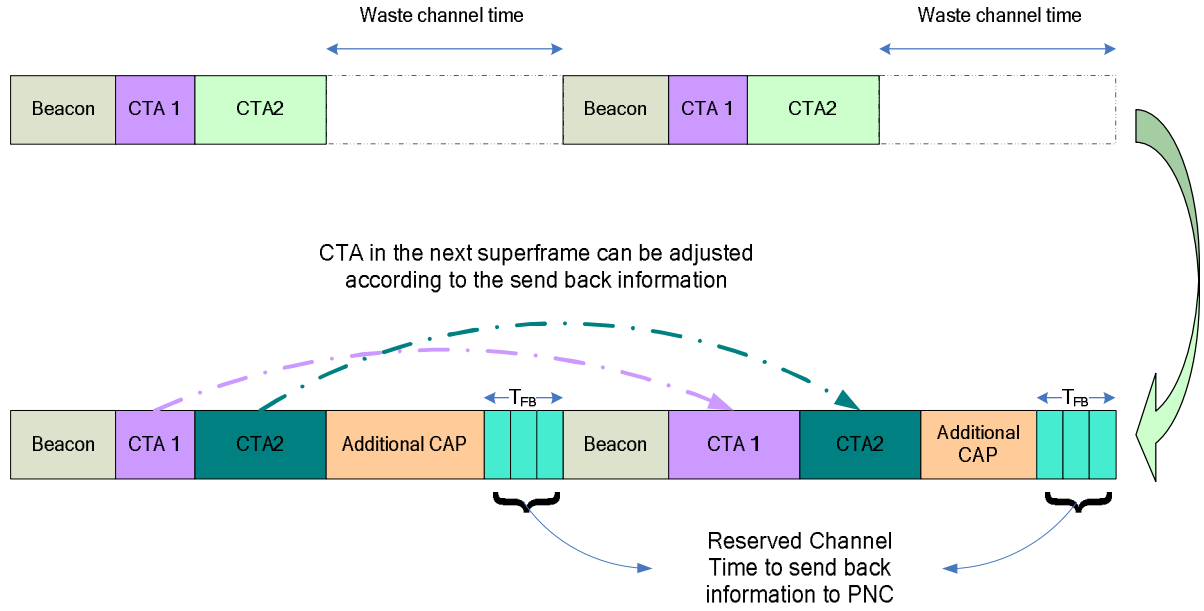 Waste channel time
Waste channel time
Beacon
CTA 1
CTA2
Beacon
CTA 1
CTA2
CTA in the next superframe can be adjusted
according to the send back information
TFB
TFB
Beacon
CTA 1
CTA2
Additional CAP
Beacon
CTA 1
CTA2
Additional
CAP
Reserved Channel
Time to send back
information to PNC